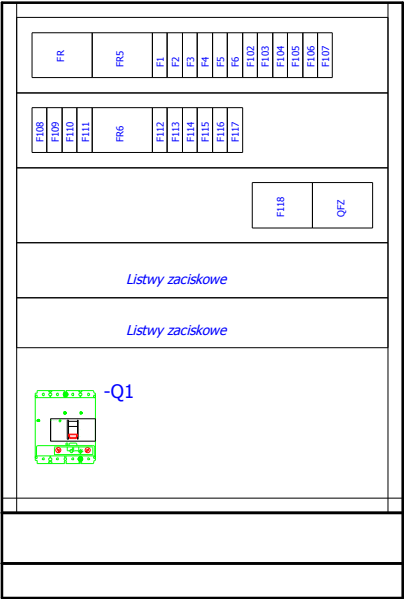 FR FR5 F1 F2 F3 F4 F5 F6 F102 F103 F104 F105 F106 F107
F108 F109 F110 F111 FR6 F112 F113 F114 F115 F116 F117
F118 QFZ
Listwy zaciskowe
Listwy zaciskowe
-Q1